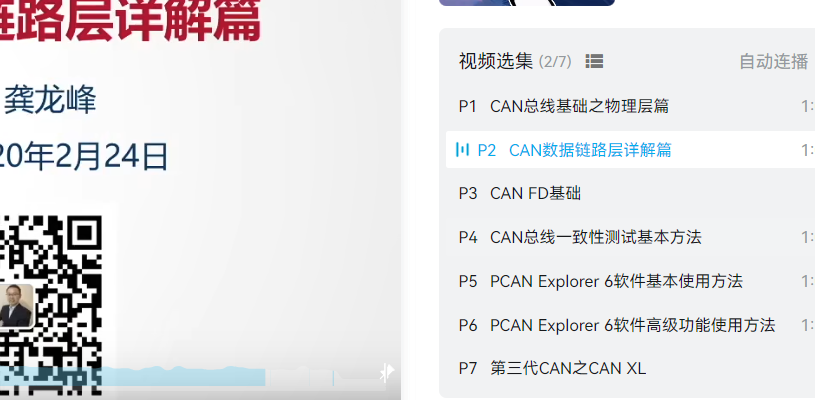 链路层详解篇
龚龙峰
20年2月24日
视频选集 (2/7)
自动连播
P1 CAN总线基础之物理层篇
P2 CAN数据链路层详解篇
P3 CAN FD基础
P4 CAN总线一致性测试基本方法
P5 PCAN Explorer 6软件基本使用方法
P6 PCAN Explorer 6软件高级功能使用方法
P7 第三代CAN之CAN XL